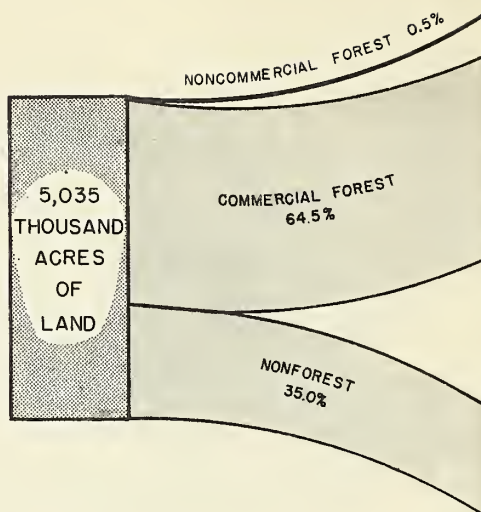 NONCOMMERCIAL FOREST 0.5%
5,035
THOUSAND
ACRES
OF
LAND
COMMERCIAL FOREST
64.5%
NONFOREST
35.0%